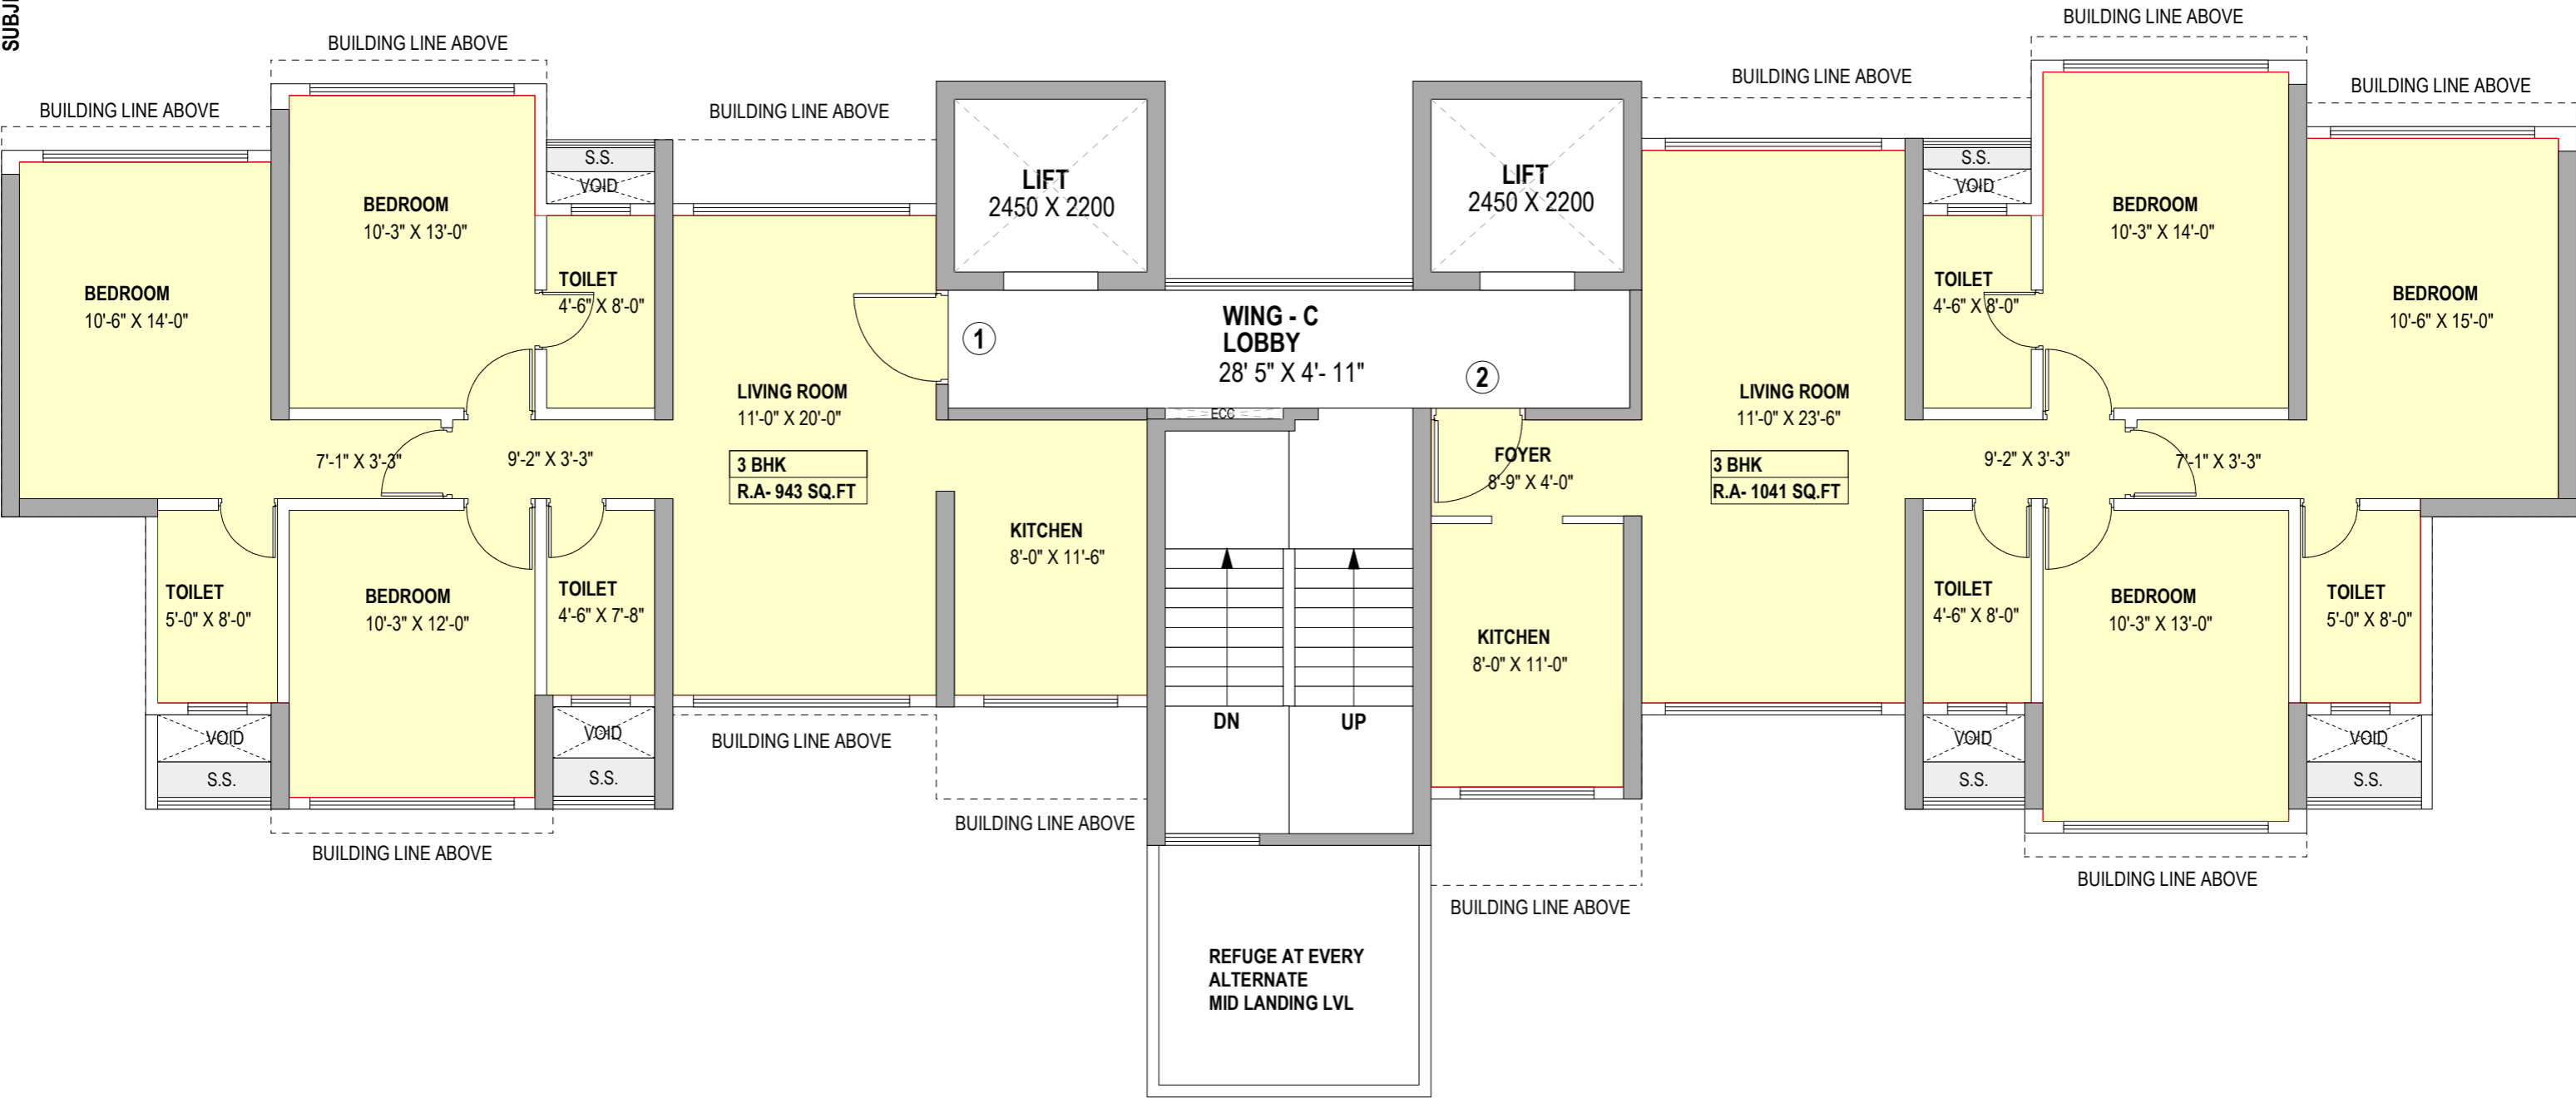 SUBJE
BUILDING LINE ABOVE
BUILDING LINE ABOVE
BUILDING LINE ABOVE
BUILDING LINE ABOVE
BUILDING LINE ABOVE
BUILDING LINE ABOVE
BEDROOM
10'-6" X 14'-0"
BEDROOM
10'-3" X 13'-0"
S.S.
VOID
TOILET
4'-6" X 8'-0"
7'-1" X 3'-3"
9'-2" X 3'-3"
LIVING ROOM
11'-0" X 20'-0"
3 BHK
R.A- 943 SQ.FT
KITCHEN
8'-0" X 11'-6"
TOILET
5'-0" X 8'-0"
BEDROOM
10'-3" X 12'-0"
TOILET
4'-6" X 7'-8"
VOID
S.S.
VOID
S.S.
BUILDING LINE ABOVE
BUILDING LINE ABOVE
BUILDING LINE ABOVE
LIFT
2450 X 2200
LIFT
2450 X 2200
1
WING - C
LOBBY
28' 5" X 4'- 11"
2
ECC
DN
UP
REFUGE AT EVERY
ALTERNATE
MID LANDING LVL
FOYER
8'-9" X 4'-0"
KITCHEN
8'-0" X 11'-0"
BUILDING LINE ABOVE
LIVING ROOM
11'-0" X 23'-6"
3 BHK
R.A- 1041 SQ.FT
S.S.
VOID
TOILET
4'-6" X 8'-0"
BEDROOM
10'-3" X 14'-0"
BEDROOM
10'-6" X 15'-0"
9'-2" X 3'-3"
7'-1" X 3'-3"
TOILET
4'-6" X 8'-0"
BEDROOM
10'-3" X 13'-0"
TOILET
5'-0" X 8'-0"
VOID
S.S.
VOID
S.S.
BUILDING LINE ABOVE